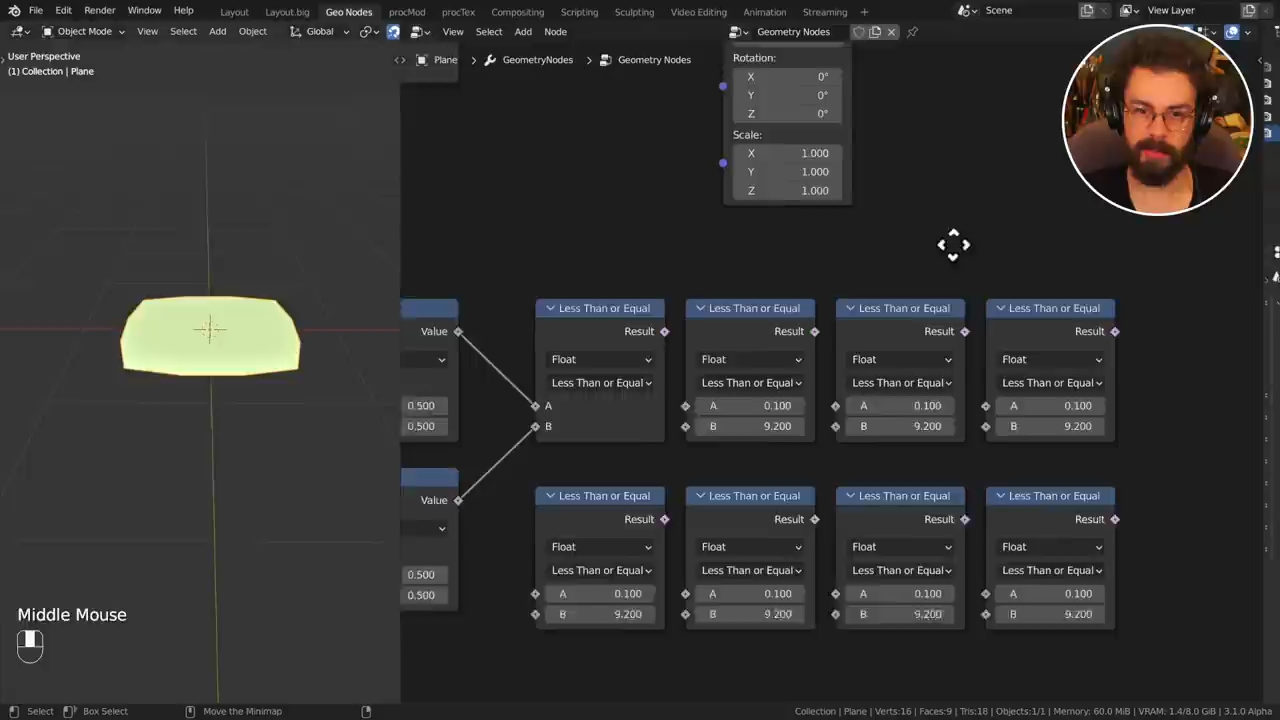 File Edit Render Window Help Layout Layout.big Geo Nodes procMod procTex Compositing Scripting Sculpting Video Editing Animation Streaming + Scene View Layer
Object Mode View Select Add Object Global View Select Add Node Geometry Nodes
User Perspective
(1) Collection | Plane
Plane > GeometryNodes > Geometry Nodes
Rotation:
X 0°
Y 0°
Z 0°
Scale:
X 1.000
Y 1.000
Z 1.000
Less Than or Equal Less Than or Equal Less Than or Equal Less Than or Equal
Value Result Result Result Result
Float Float Float Float
Less Than or Equal Less Than or Equal Less Than or Equal Less Than or Equal
0.500 A A 0.100 A 0.100 A 0.100
0.500 B B 9.200 B 9.200 B 9.200
Less Than or Equal Less Than or Equal Less Than or Equal Less Than or Equal
Value Result Result Result Result
Float Float Float Float
Less Than or Equal Less Than or Equal Less Than or Equal Less Than or Equal
0.500 A 0.100 A 0.100 A 0.100 A 0.100
0.500 B 9.200 B 9.200 B 9.200 B 9.200
Middle Mouse
Select Box Select Move the Minimap Collection | Plane | Verts:16 | Faces:9 | Tris:18 | Objects:1/1 | Memory: 60.0 MiB | VRAM: 1.4/8.0 GiB | 3.1.0 Alpha